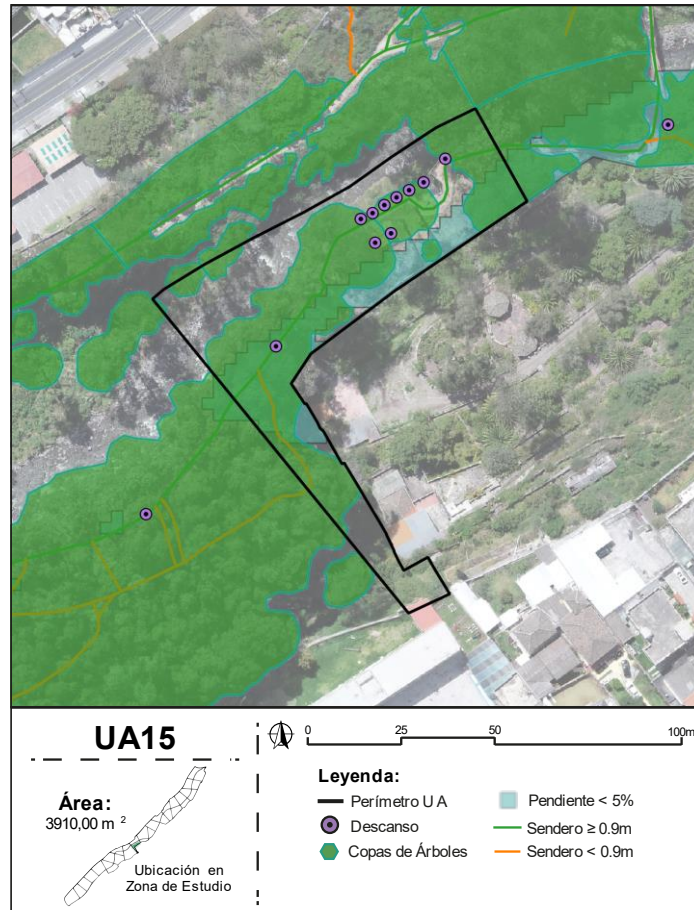 UA15
Área:
3910,00 m 2
Ubicación en
Zona de Estudio
0 25 50 100m
Leyenda:
Perímetro U A
Descanso
Copas de Árboles
Pendiente < 5%
Sendero ≥ 0.9m
Sendero < 0.9m